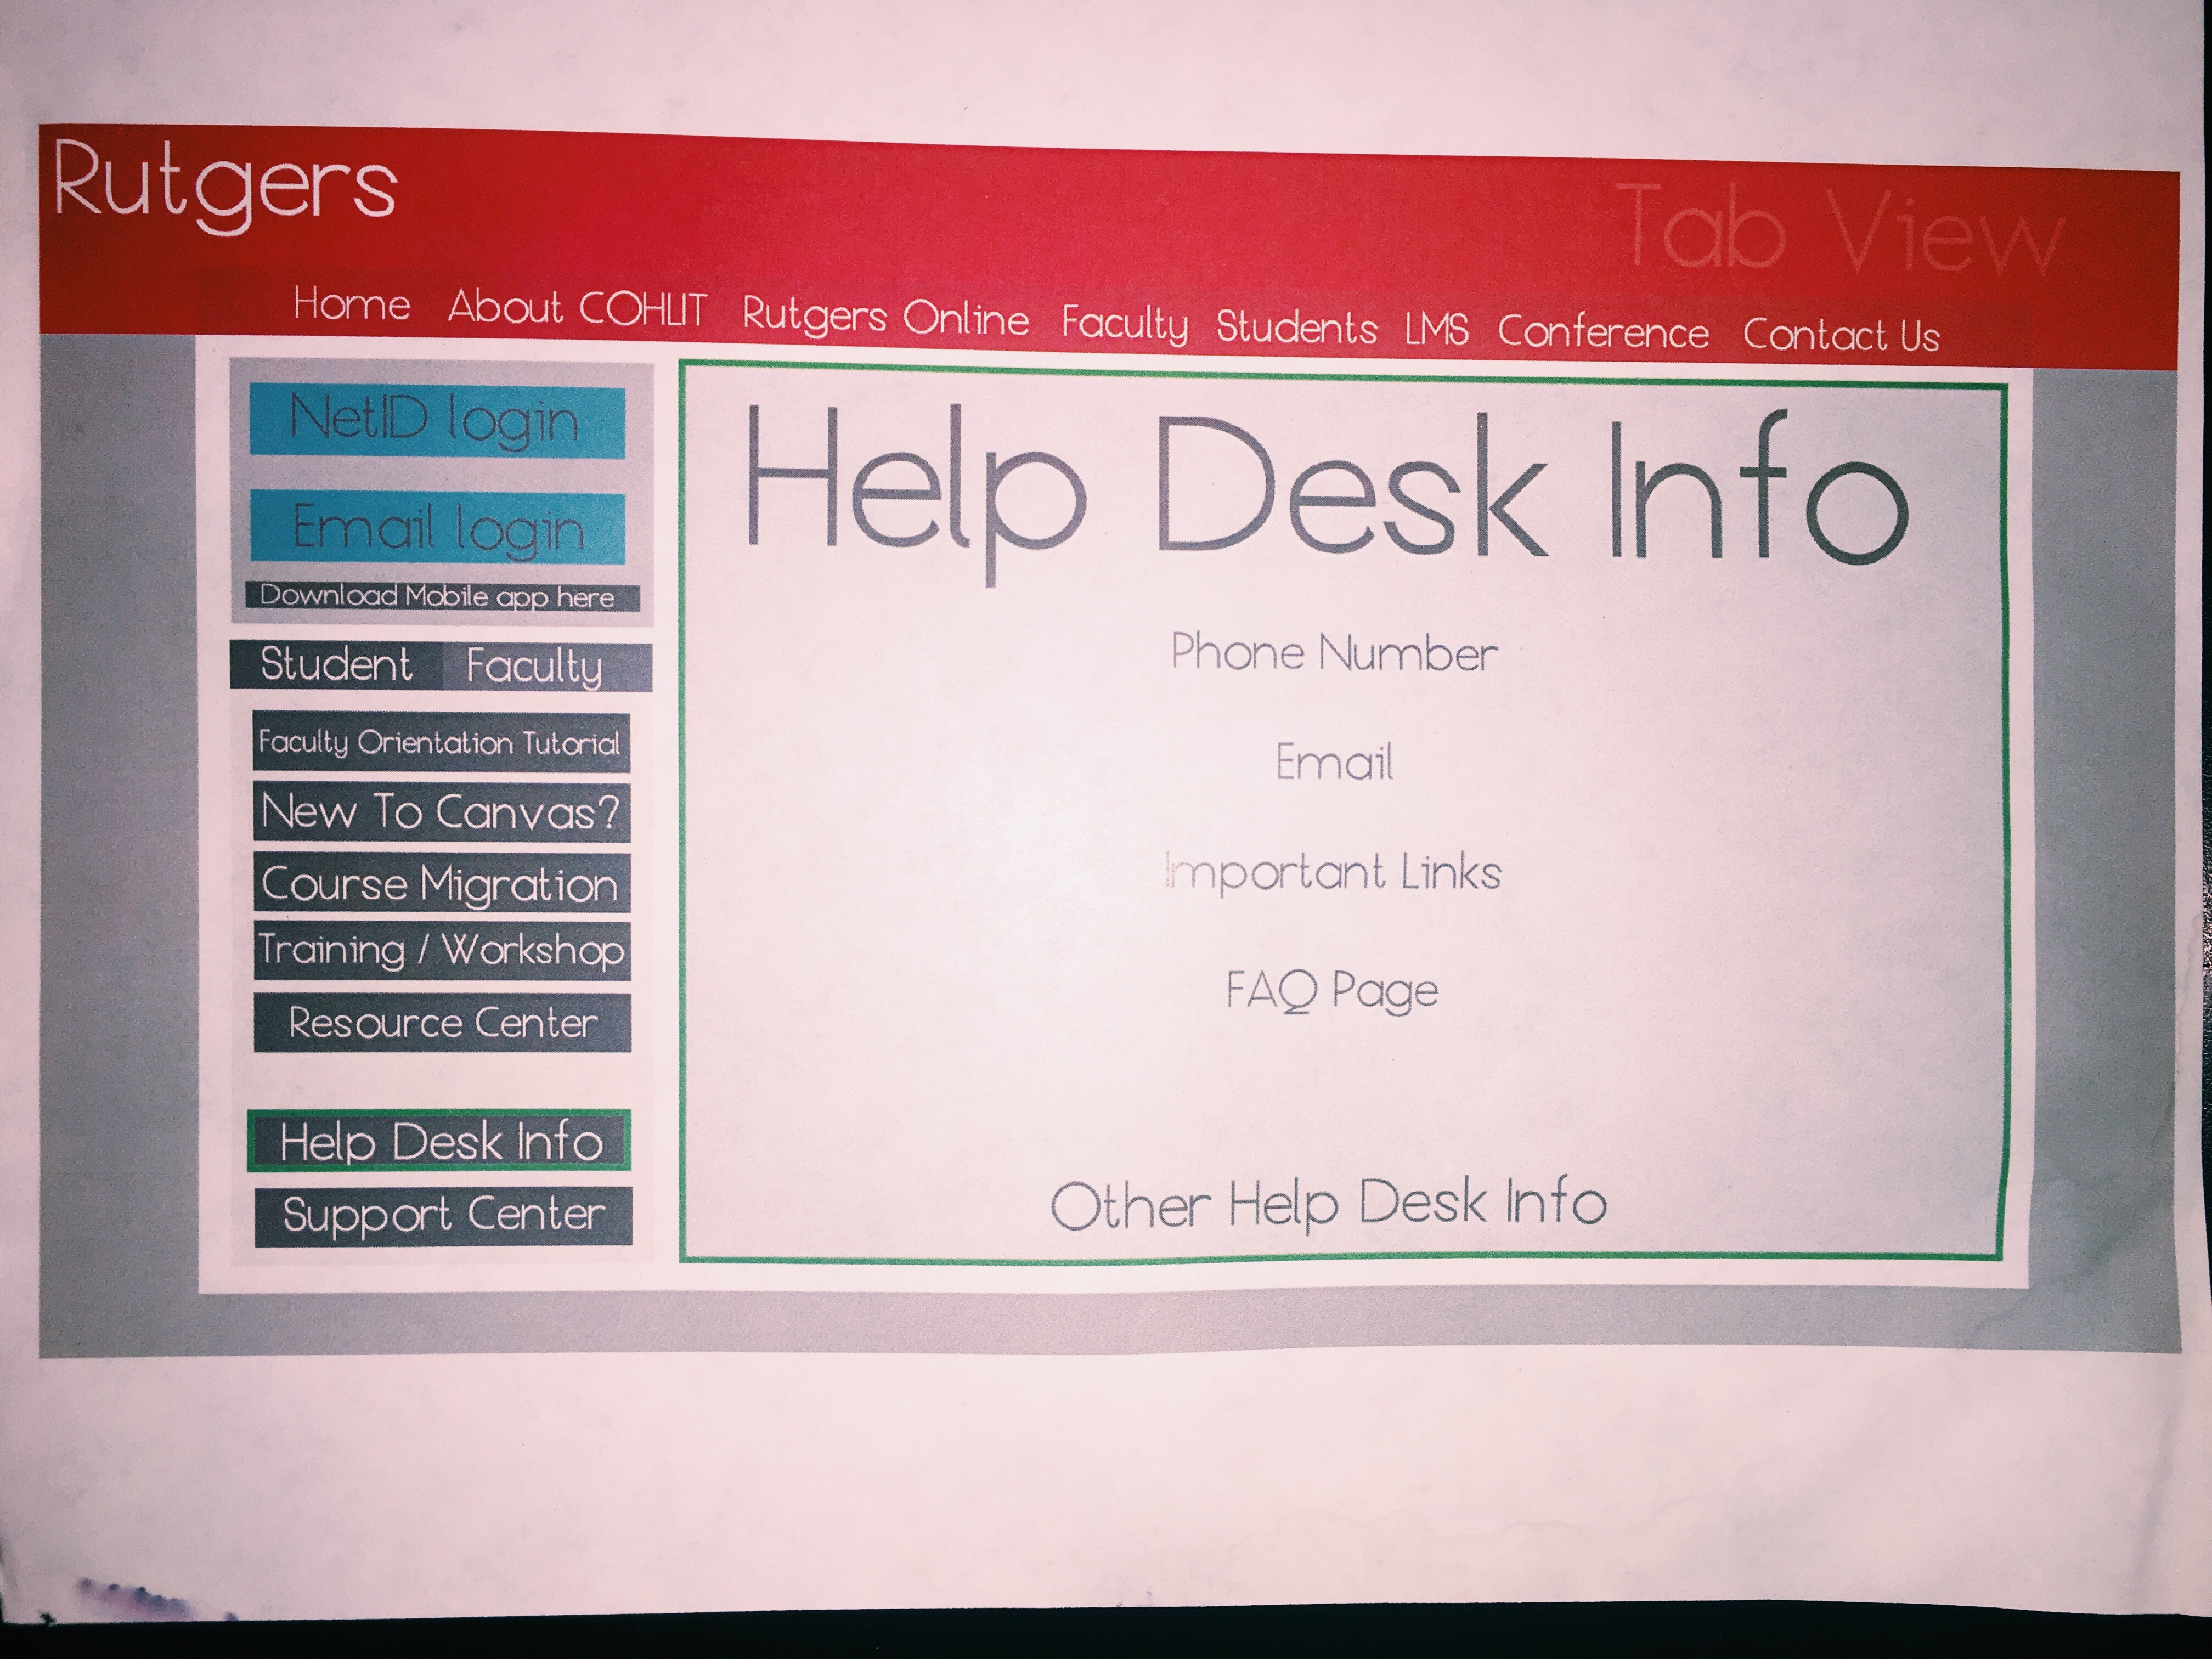 Rutgers
Tab View
Home About COHLIT Rutgers Online Faculty Students LMS Conference Contact Us
NetID login
Email login
Download Mobile app here
Student Faculty
Faculty Orientation Tutorial
New To Canvas?
Course Migration
Training / Workshop
Resource Center
Help Desk Info
Support Center
Help Desk Info
Phone Number
Email
Important Links
FAQ Page
Other Help Desk Info